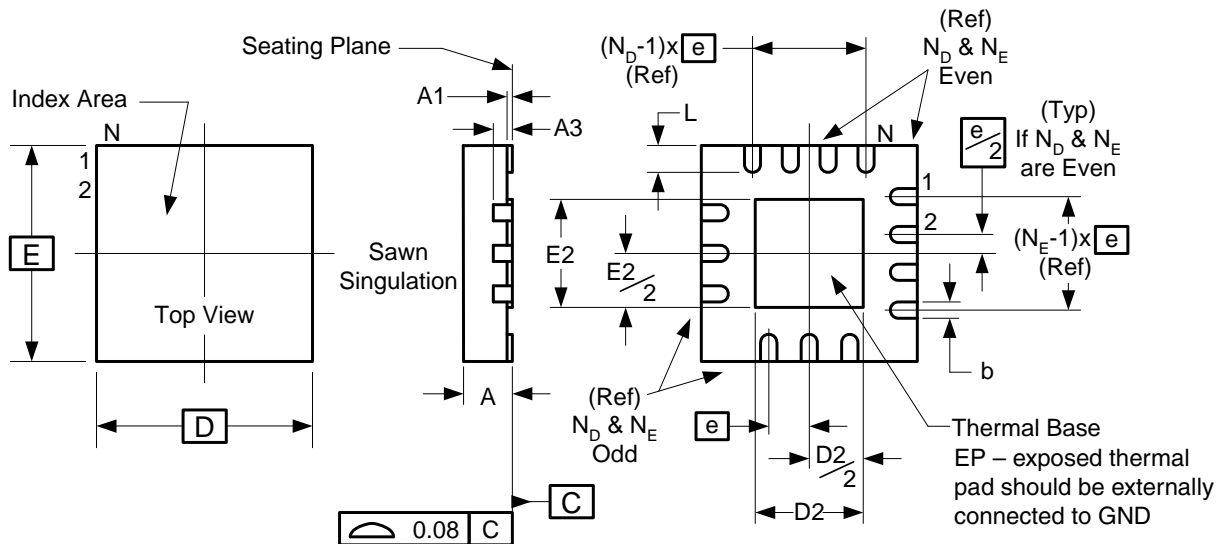 Seating Plane
Index Area
N
1
2
E
Top View
D
A1
A3
Sawn
Singulation
A
0.08 C
C
(N_D-1)x e
(Ref)
(Ref)
N_D & N_E
Even
L
N
e/2
(Typ)
If N_D & N_E
are Even
1
2
(N_E-1)x e
(Ref)
E2
E2/2
b
(Ref)
N_D & N_E
Odd
e
D2/2
D2
Thermal Base
EP – exposed thermal
pad should be externally
connected to GND